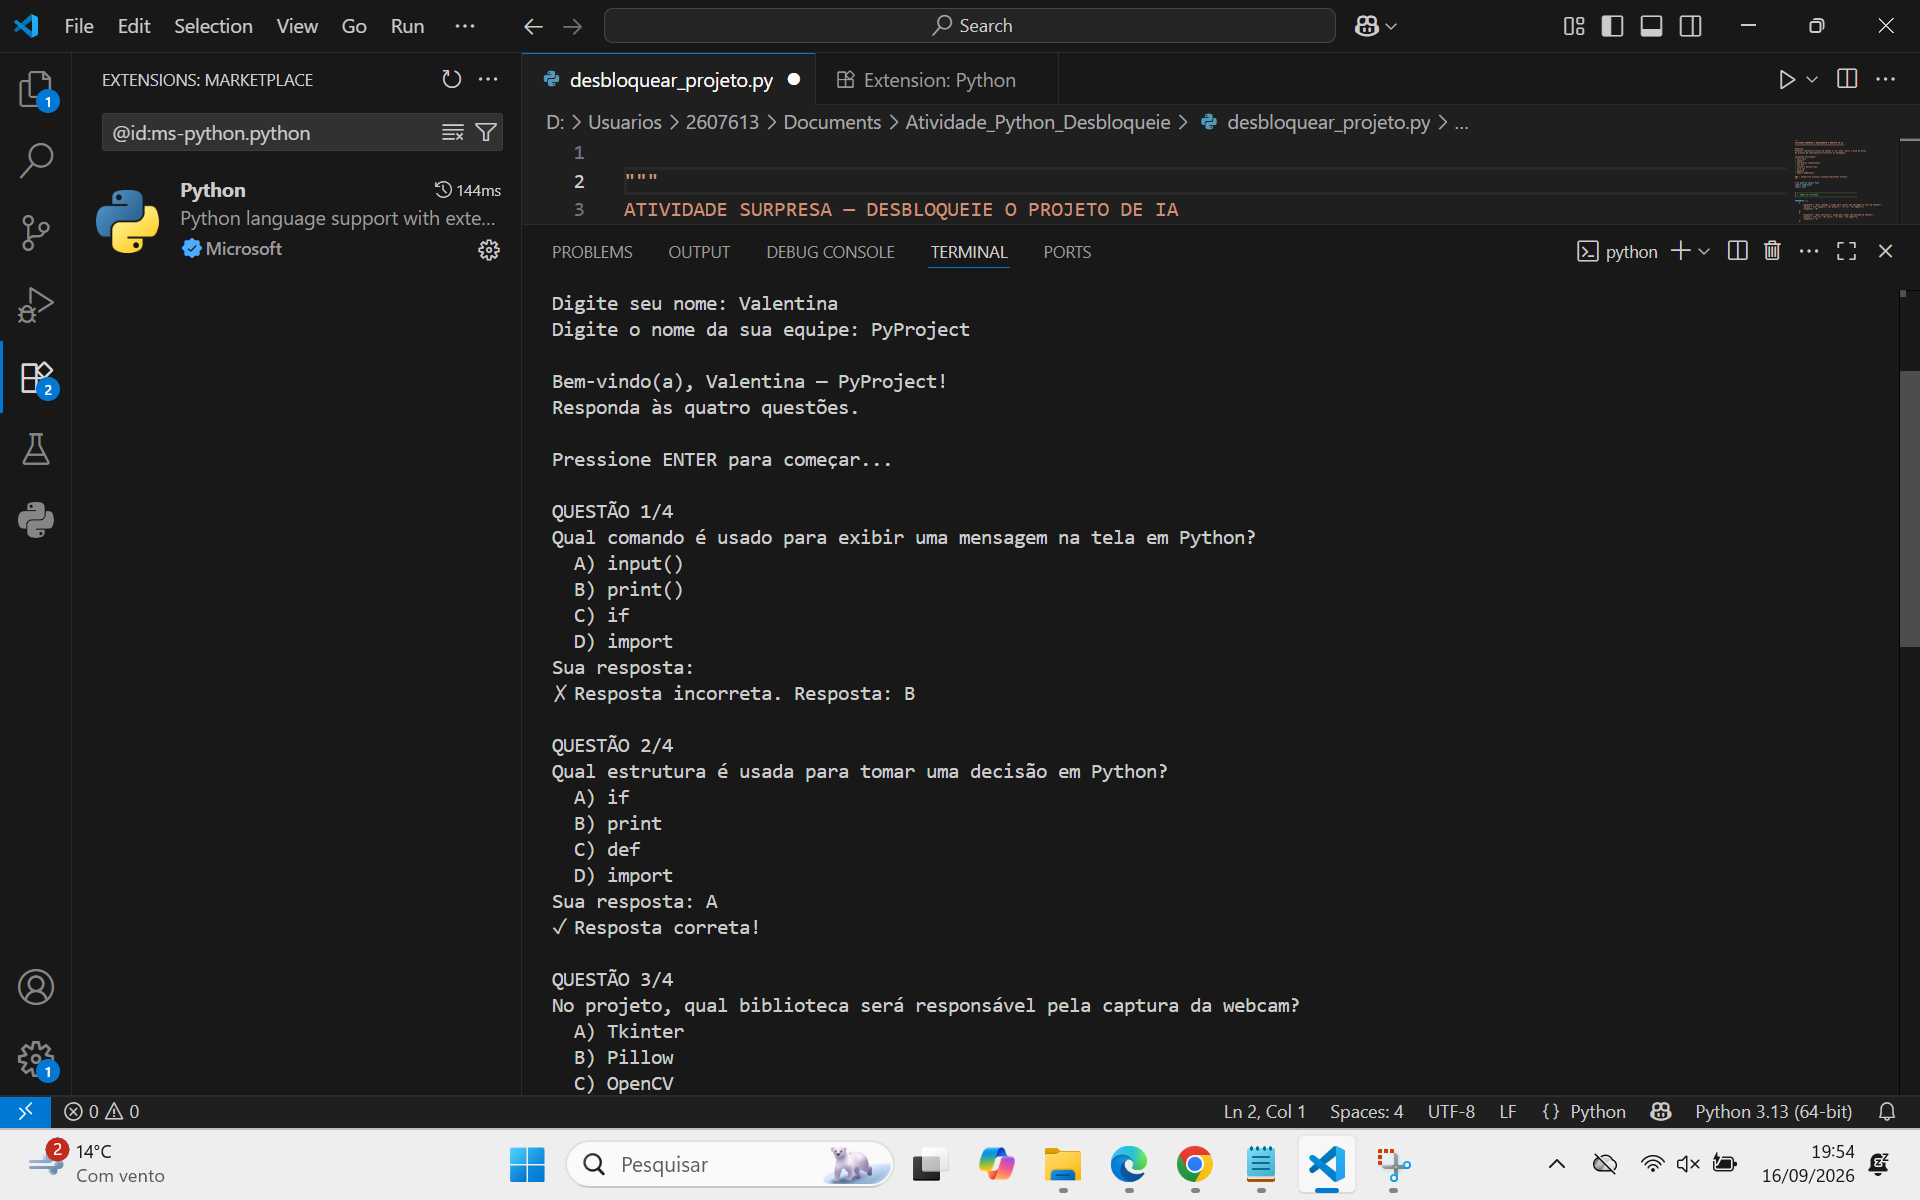 File Edit Selection View Go Run ···
Search
EXTENSIONS: MARKETPLACE
@id:ms-python.python
Python
144ms
Python language support with exte...
Microsoft
desbloquear_projeto.py
Extension: Python
D: > Usuarios > 2607613 > Documents > Atividade_Python_Desbloqueie > desbloquear_projeto.py > ...
1
2 """
3 ATIVIDADE SURPRESA — DESBLOQUEIE O PROJETO DE IA
PROBLEMS OUTPUT DEBUG CONSOLE TERMINAL PORTS
python
Digite seu nome: Valentina
Digite o nome da sua equipe: PyProject
Bem-vindo(a), Valentina — PyProject!
Responda às quatro questões.
Pressione ENTER para começar...
QUESTÃO 1/4
Qual comando é usado para exibir uma mensagem na tela em Python?
A) input()
B) print()
C) if
D) import
Sua resposta:
✗ Resposta incorreta. Resposta: B
QUESTÃO 2/4
Qual estrutura é usada para tomar uma decisão em Python?
A) if
B) print
C) def
D) import
Sua resposta: A
✓ Resposta correta!
QUESTÃO 3/4
No projeto, qual biblioteca será responsável pela captura da webcam?
A) Tkinter
B) Pillow
C) OpenCV
1
2
1
0 0
Ln 2, Col 1 Spaces: 4 UTF-8 LF {} Python Python 3.13 (64-bit)
2
14°C
Com vento
Pesquisar
19:54
16/09/2026